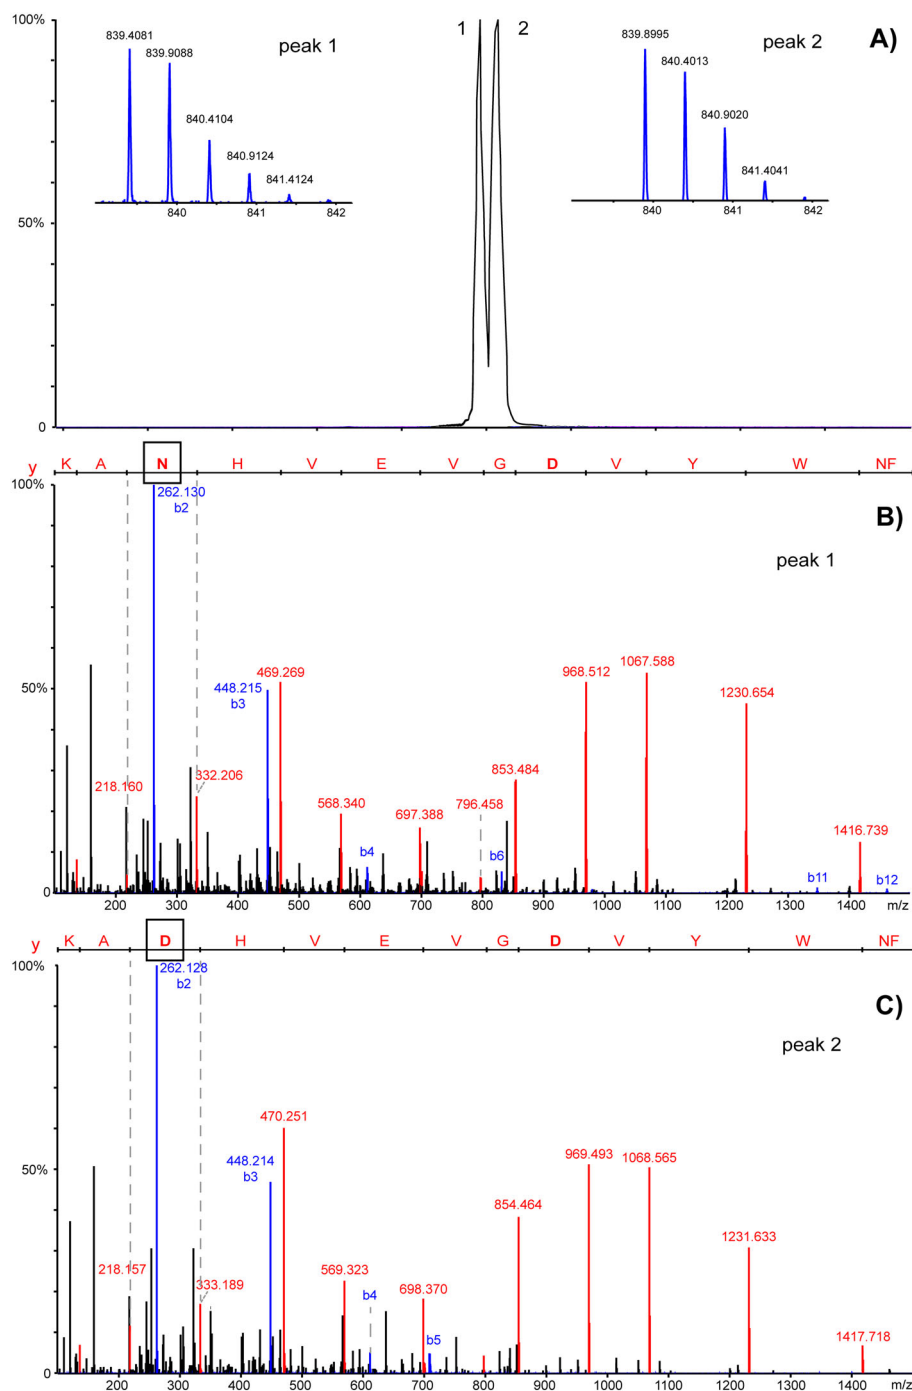 100%
50%
0
1 2
A)
peak 1
839.4081
839.9088
840.4104
840.9124
841.4124
840 841 842
peak 2
839.8995
840.4013
840.9020
841.4041
840 841 842
y K A N H V E V G D V Y W NF
100%
50%
0
B)
peak 1
262.130
b2
448.215
b3
469.269
218.160
332.206
568.340
b4
697.388
796.458
b6
853.484
968.512
1067.588
1230.654
1416.739
b11
b12
200 300 400 500 600 700 800 900 1000 1100 1200 1300 1400 m/z
y K A D H V E V G D V Y W NF
100%
50%
0
C)
peak 2
262.128
b2
448.214
b3
470.251
218.157
333.189
569.323
b4
698.370
b5
854.464
969.493
1068.565
1231.633
1417.718
200 300 400 500 600 700 800 900 1000 1100 1200 1300 1400 m/z